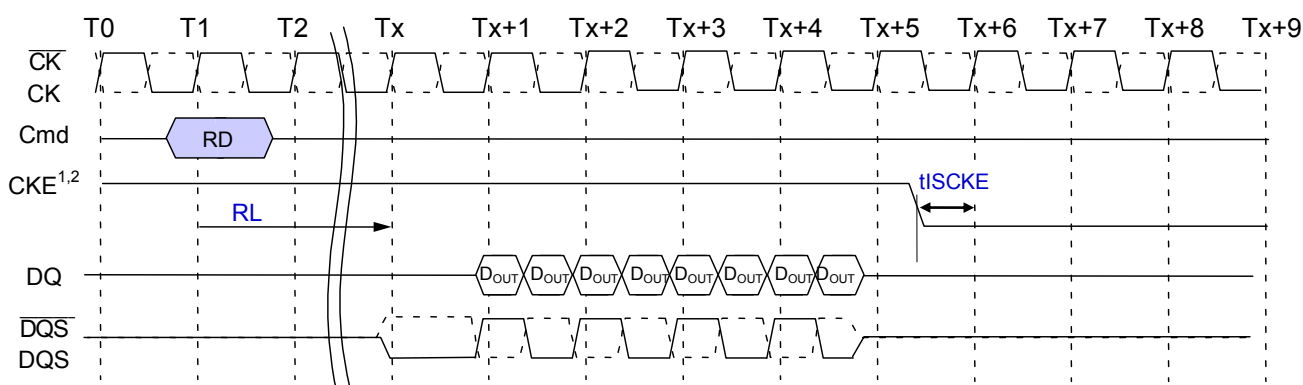 T0 T1 T2 Tx Tx+1 Tx+2 Tx+3 Tx+4 Tx+5 Tx+6 Tx+7 Tx+8 Tx+9
CK
CK
Cmd RD
CKE1,2 tISCKE
RL
DQ DOUT DOUT DOUT DOUT DOUT DOUT DOUT DOUT
DQS
DQS